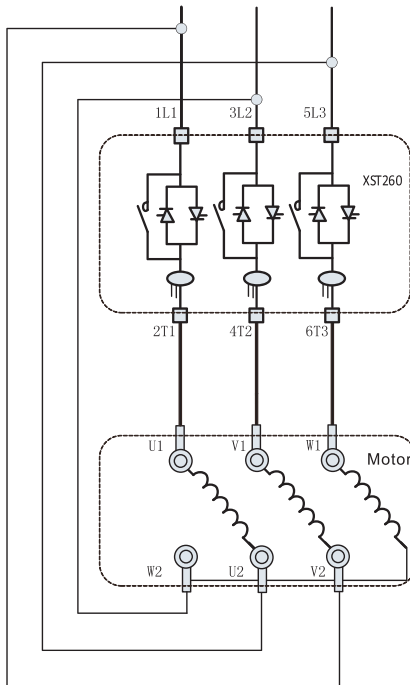 1L1 3L2 5L3
XST260
2T1 4T2 6T3
U1 V1 W1
Motor
W2 U2 V2